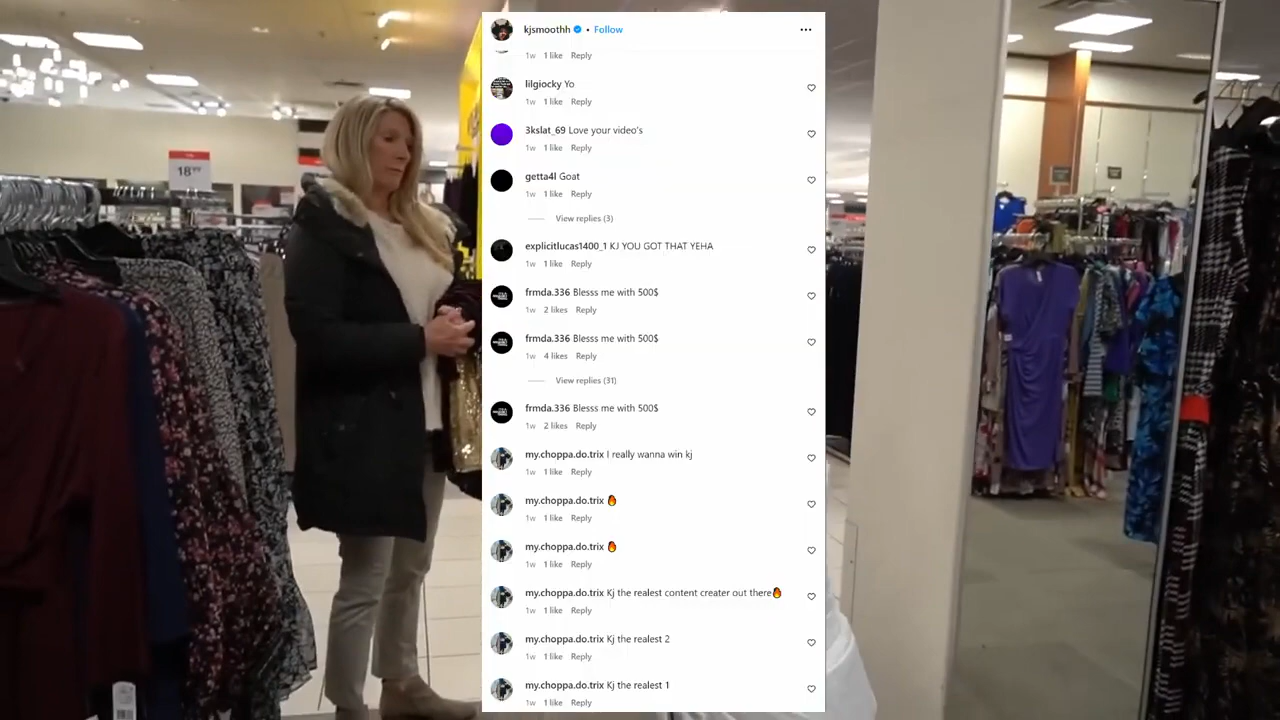 kjsmoothh • Follow
1w 1 like Reply
lilgiocky Yo
1w 1 like Reply
3kslat_69 Love your video's
1w 1 like Reply
getta4l Goat
1w 1 like Reply
View replies (3)
explicitlucas1400_1 KJ YOU GOT THAT YEHA
1w 1 like Reply
frmda.336 Blesss me with 500$
1w 2 likes Reply
frmda.336 Blesss me with 500$
1w 4 likes Reply
View replies (31)
frmda.336 Blesss me with 500$
1w 2 likes Reply
my.choppa.do.trix I really wanna win kj
1w 1 like Reply
my.choppa.do.trix 🔥
1w 1 like Reply
my.choppa.do.trix 🔥
1w 1 like Reply
my.choppa.do.trix Kj the realest content creater out there🔥
1w 1 like Reply
my.choppa.do.trix Kj the realest 2
1w 1 like Reply
my.choppa.do.trix Kj the realest 1
1w 1 like Reply
18⁹⁹